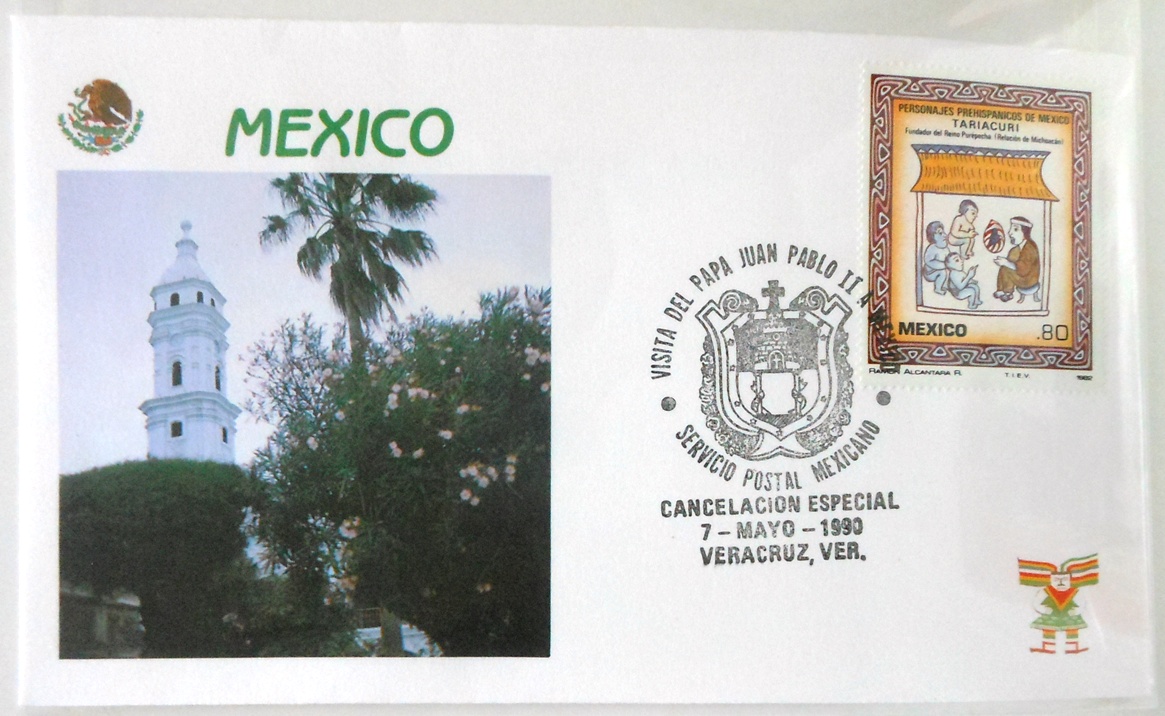 MEXICO
PERSONAJES PREHISPANICOS DE MEXICO
TARIACURI
Fundador del Reino Purépecha (Relación de Michoacán)
MEXICO .80
ALCANTARA R. T.I.E.V. 1982
VISITA DEL PAPA JUAN PABLO II A
SERVICIO POSTAL MEXICANO
CANCELACION ESPECIAL
7 - MAYO - 1990
VERACRUZ, VER.